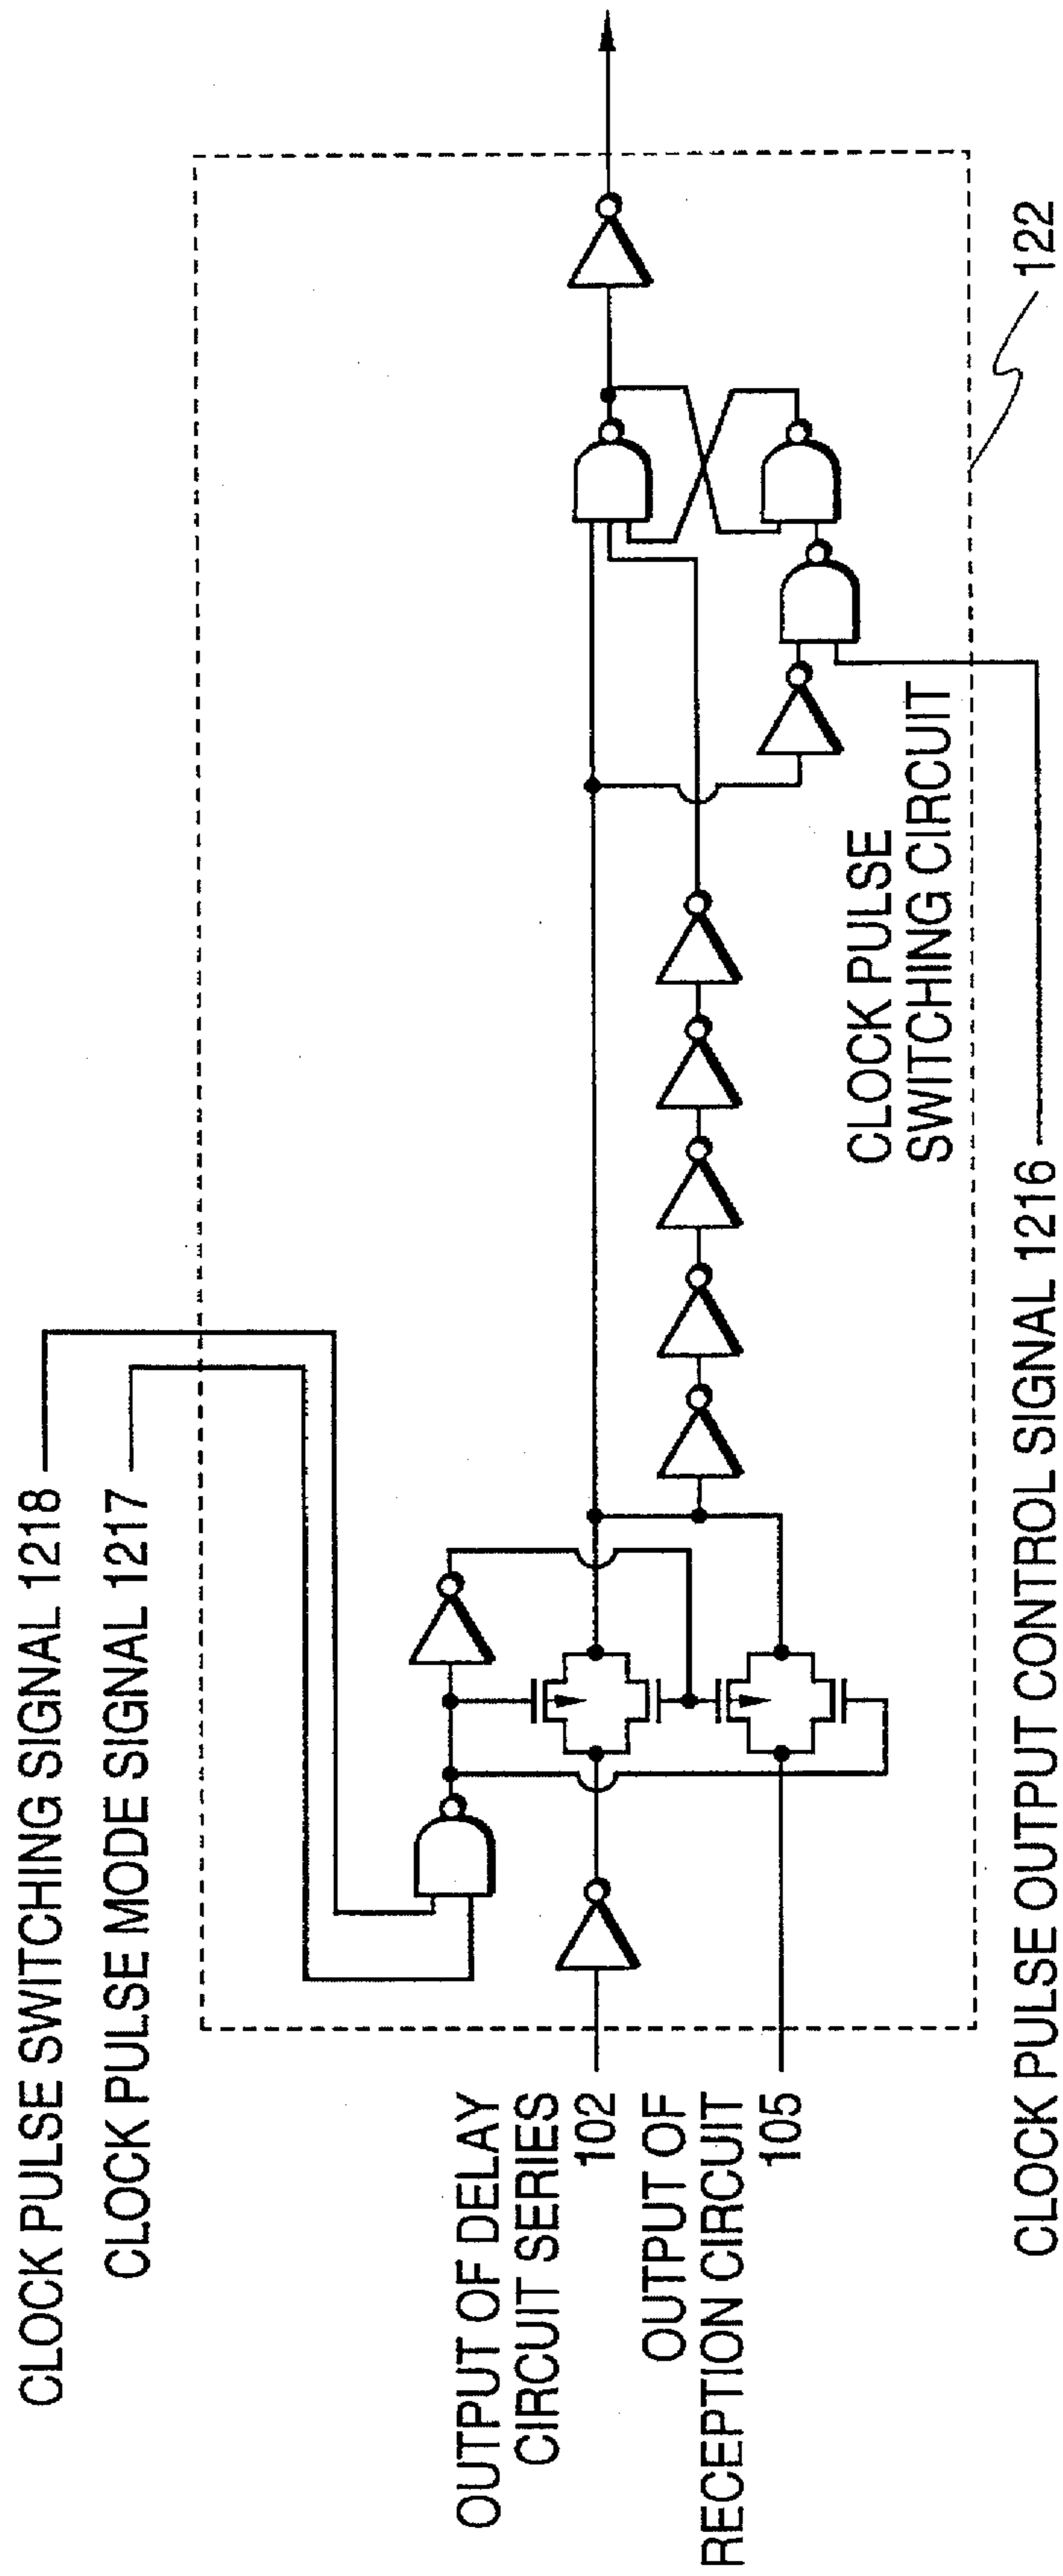 CLOCK PULSE SWITCHING SIGNAL 1218
CLOCK PULSE MODE SIGNAL 1217
OUTPUT OF DELAY
CIRCUIT SERIES
102
OUTPUT OF
RECEPTION CIRCUIT
105
CLOCK PULSE
SWITCHING CIRCUIT
122
CLOCK PULSE OUTPUT CONTROL SIGNAL 1216